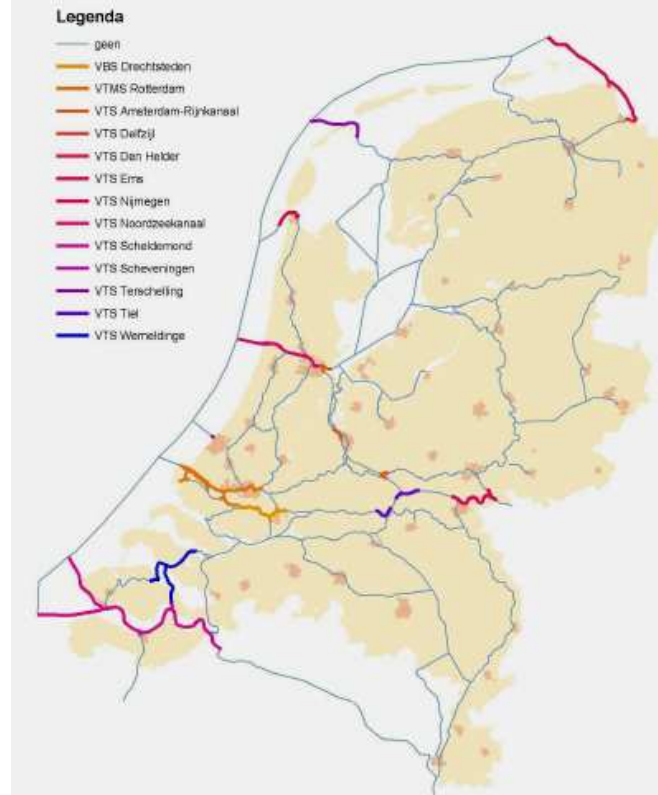 Legenda
geen
VBS Drechtsteden
VTMS Rotterdam
VTS Amsterdam-Rijnkanaal
VTS Delfzijl
VTS Den Helder
VTS Ems
VTS Nijmegen
VTS Noordzeekanaal
VTS Scheldemond
VTS Scheveningen
VTS Terschelling
VTS Tiel
VTS Wemeldinge